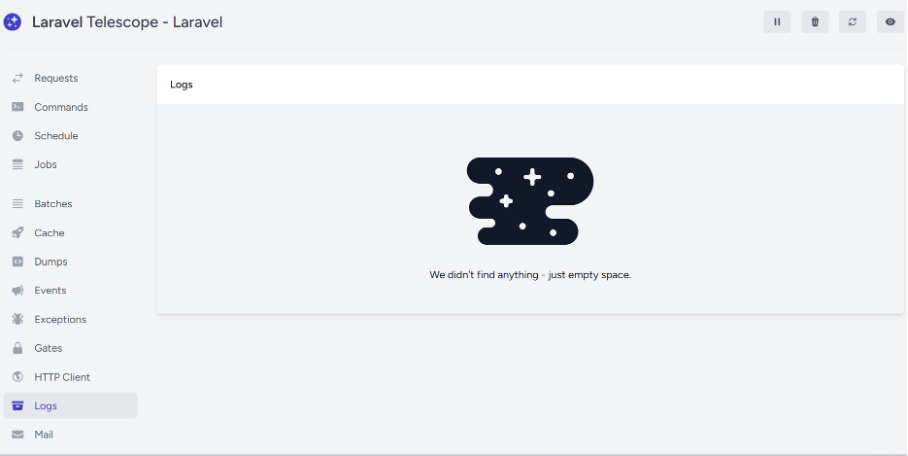 Laravel Telescope - Laravel
Requests
Commands
Schedule
Jobs
Batches
Cache
Dumps
Events
Exceptions
Gates
HTTP Client
Logs
Mail
Logs
We didn't find anything - just empty space.